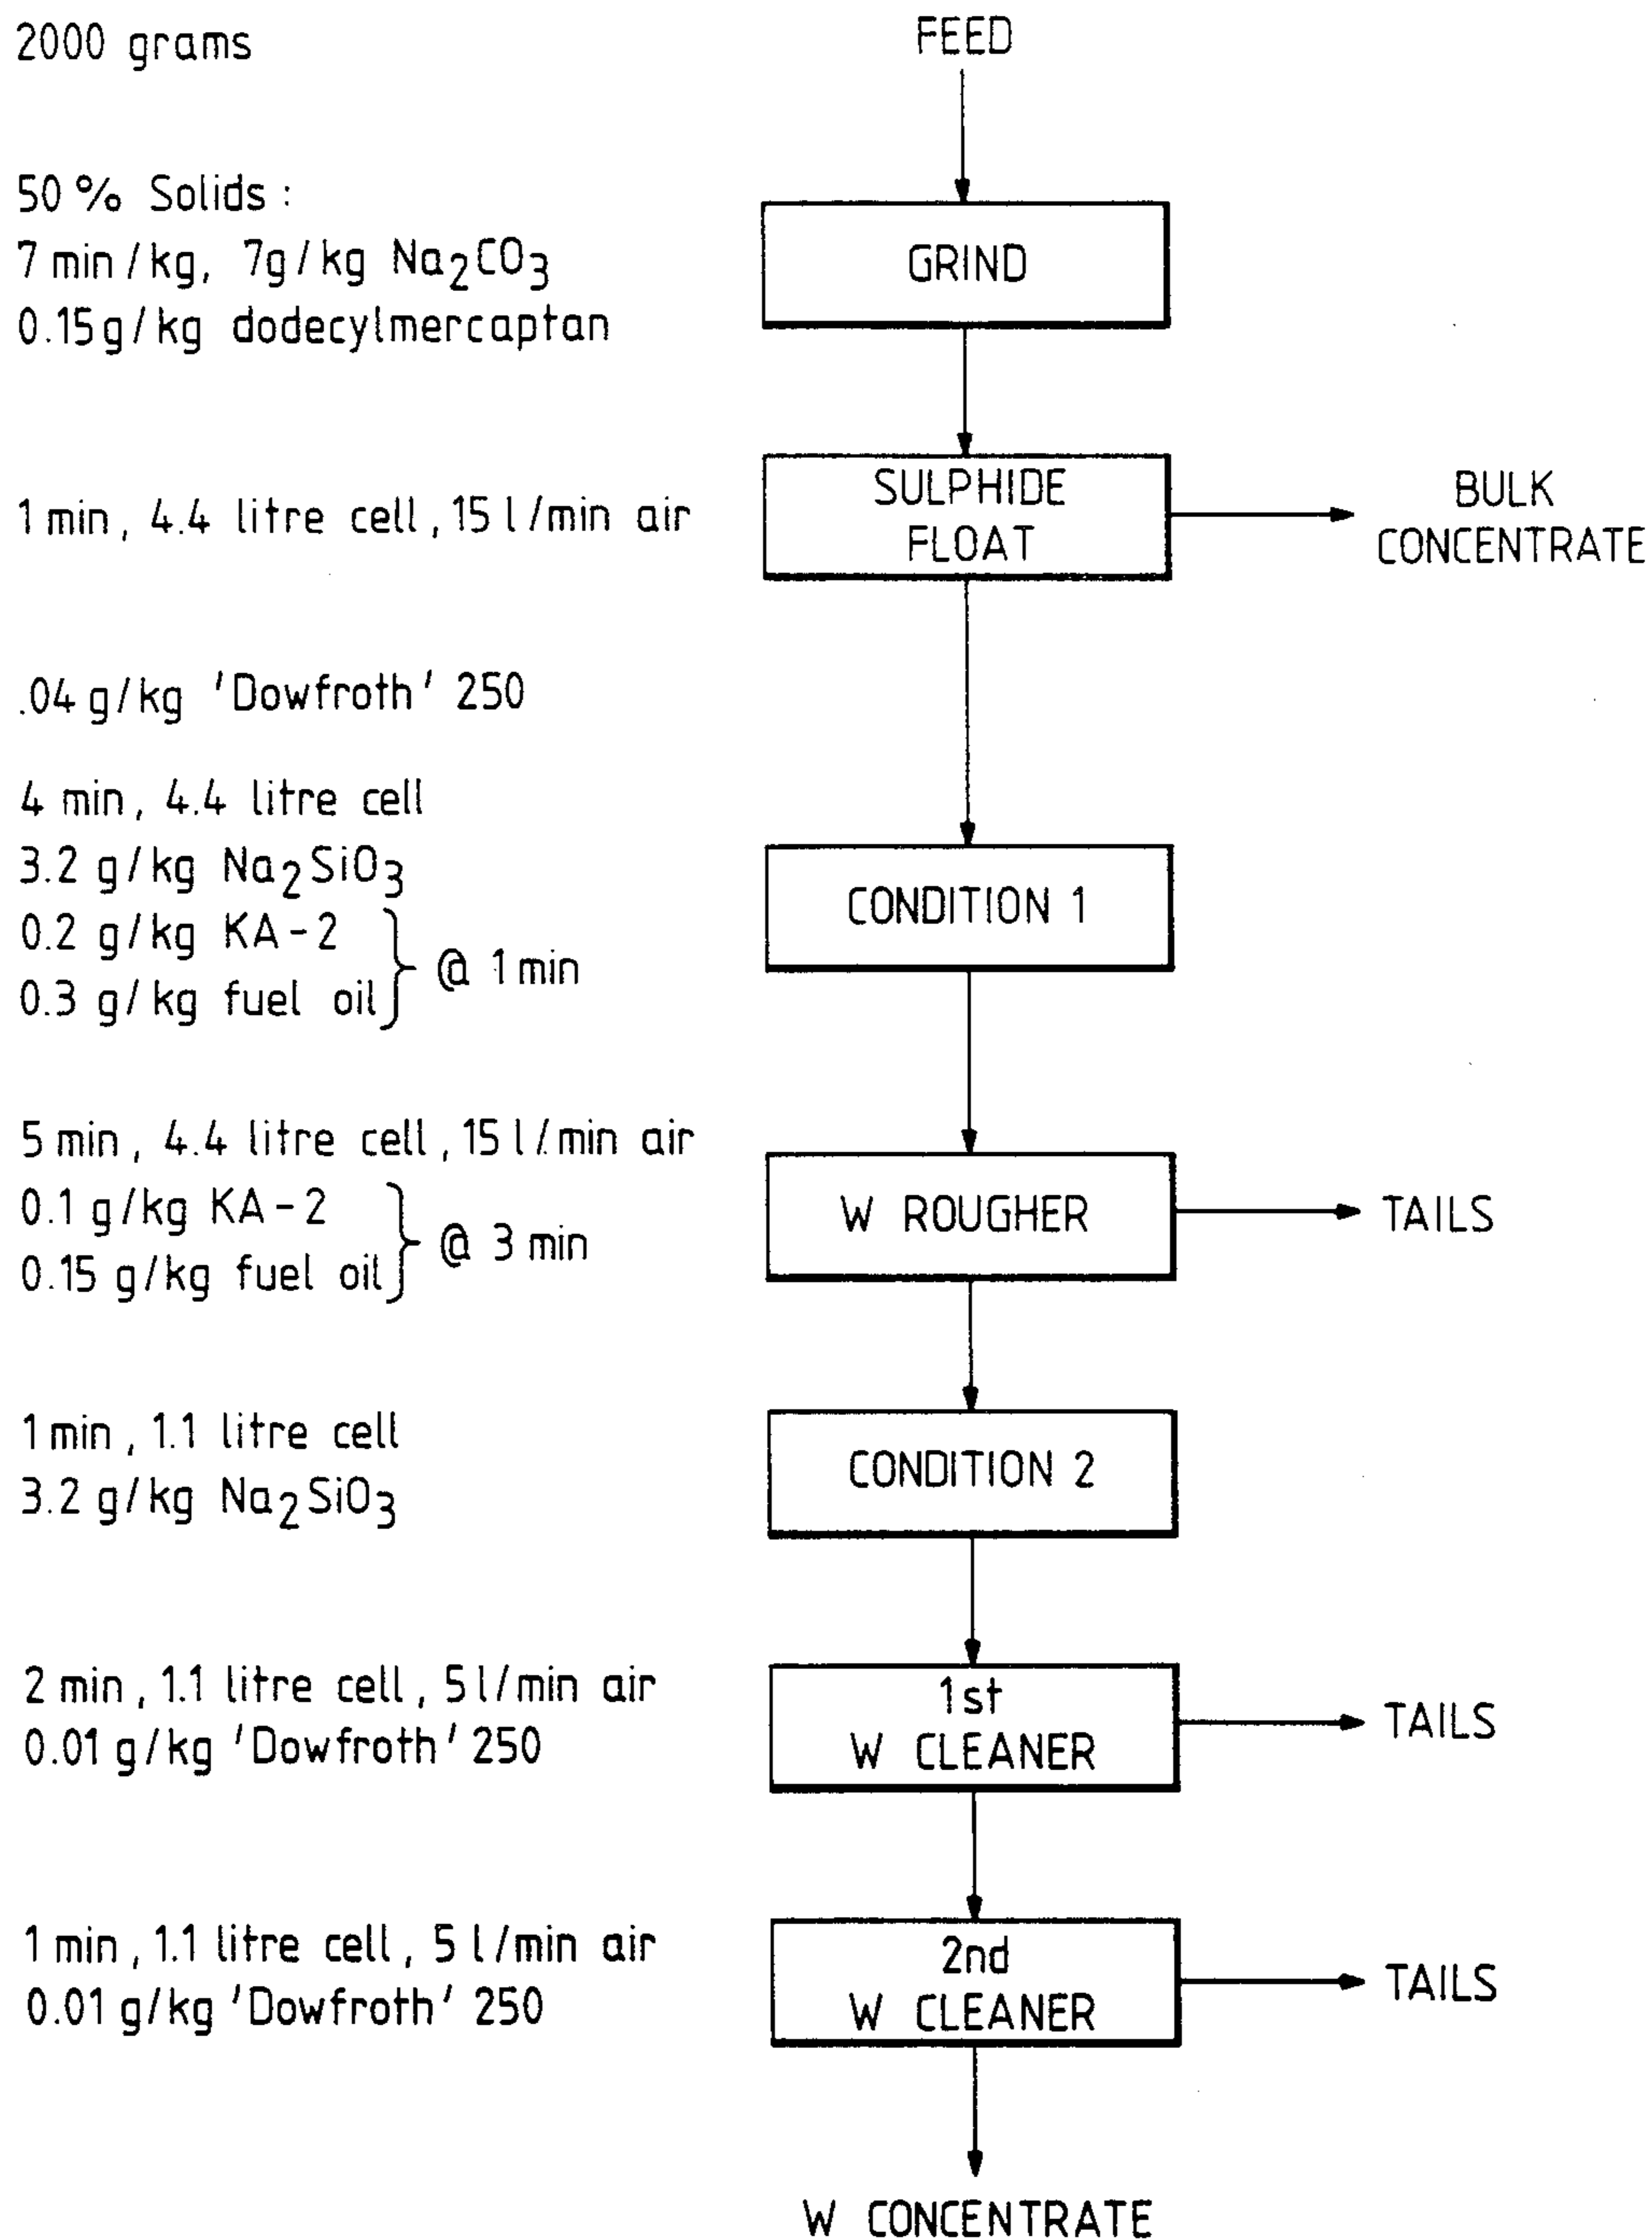 2000 grams
FEED
50 % Solids :
7 min/kg, 7g/kg Na₂CO₃
0.15g/kg dodecylmercaptan
GRIND
1 min, 4.4 litre cell, 15 l/min air
SULPHIDE
FLOAT
BULK
CONCENTRATE
.04 g/kg 'Dowfroth' 250
4 min, 4.4 litre cell
3.2 g/kg Na₂SiO₃
0.2 g/kg KA-2
0.3 g/kg fuel oil
@ 1 min
CONDITION 1
5 min, 4.4 litre cell, 15 l/min air
0.1 g/kg KA-2
0.15 g/kg fuel oil
@ 3 min
W ROUGHER
TAILS
1 min, 1.1 litre cell
3.2 g/kg Na₂SiO₃
CONDITION 2
2 min, 1.1 litre cell, 5 l/min air
0.01 g/kg 'Dowfroth' 250
1st
W CLEANER
TAILS
1 min, 1.1 litre cell, 5 l/min air
0.01 g/kg 'Dowfroth' 250
2nd
W CLEANER
TAILS
W CONCENTRATE